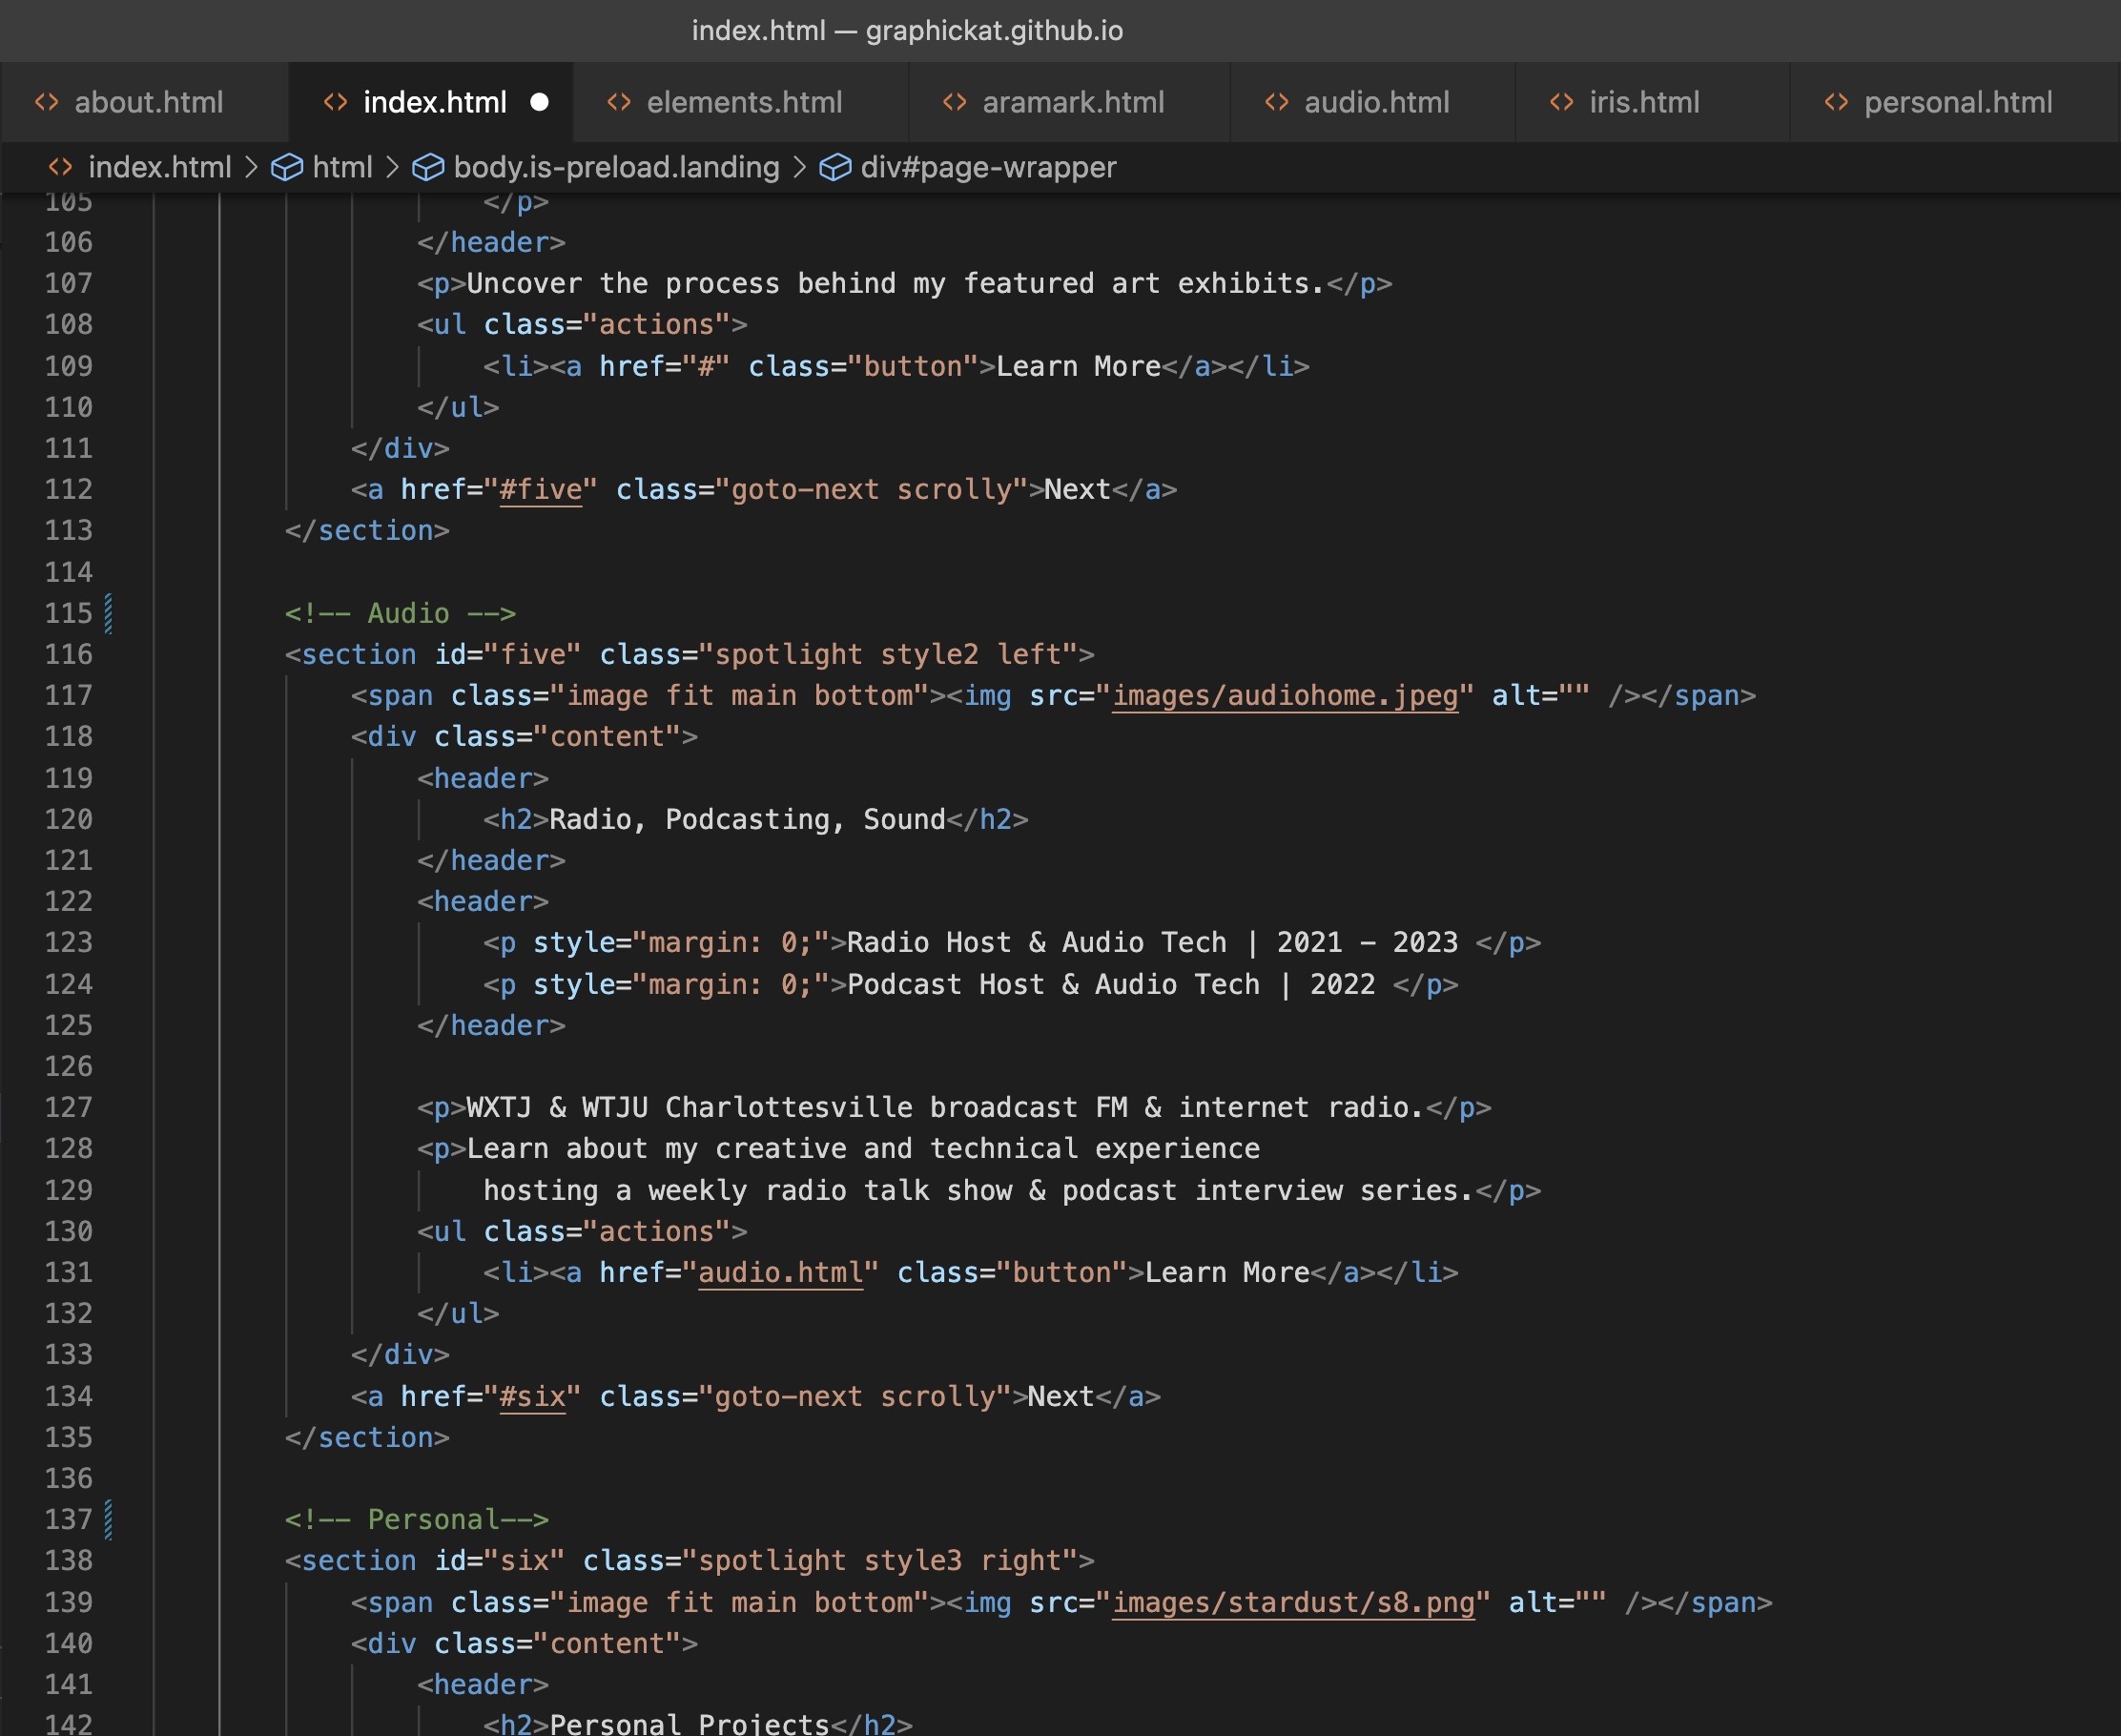 index.html — graphickat.github.io
about.html index.html elements.html aramark.html audio.html iris.html personal.html
index.html > html > body.is-preload.landing > div#page-wrapper
105 </p>
106 </header>
107 <p>Uncover the process behind my featured art exhibits.</p>
108 <ul class="actions">
109 <li><a href="#" class="button">Learn More</a></li>
110 </ul>
111 </div>
112 <a href="#five" class="goto-next scrolly">Next</a>
113 </section>
114
115 <!-- Audio -->
116 <section id="five" class="spotlight style2 left">
117 <span class="image fit main bottom"><img src="images/audiohome.jpeg" alt="" /></span>
118 <div class="content">
119 <header>
120 <h2>Radio, Podcasting, Sound</h2>
121 </header>
122 <header>
123 <p style="margin: 0;">Radio Host & Audio Tech | 2021 - 2023 </p>
124 <p style="margin: 0;">Podcast Host & Audio Tech | 2022 </p>
125 </header>
126
127 <p>WXTJ & WTJU Charlottesville broadcast FM & internet radio.</p>
128 <p>Learn about my creative and technical experience
129 hosting a weekly radio talk show & podcast interview series.</p>
130 <ul class="actions">
131 <li><a href="audio.html" class="button">Learn More</a></li>
132 </ul>
133 </div>
134 <a href="#six" class="goto-next scrolly">Next</a>
135 </section>
136
137 <!-- Personal-->
138 <section id="six" class="spotlight style3 right">
139 <span class="image fit main bottom"><img src="images/stardust/s8.png" alt="" /></span>
140 <div class="content">
141 <header>
142 <h2>Personal Projects</h2>